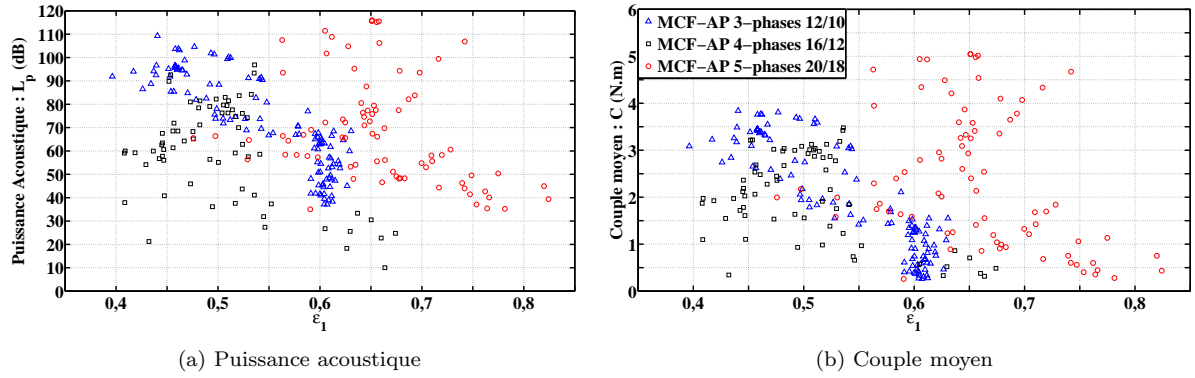 Puissance Acoustique : L_p (dB)
120
110
100
90
80
70
60
50
40
30
20
10
0
0,4 0,5 0,6 0,7 0,8
ε_1
(a) Puissance acoustique
MCF−AP 3−phases 12/10
MCF−AP 4−phases 16/12
MCF−AP 5−phases 20/18
Couple moyen : C (N.m)
6
5
4
3
2
1
0
0,4 0,5 0,6 0,7 0,8
ε_1
(b) Couple moyen